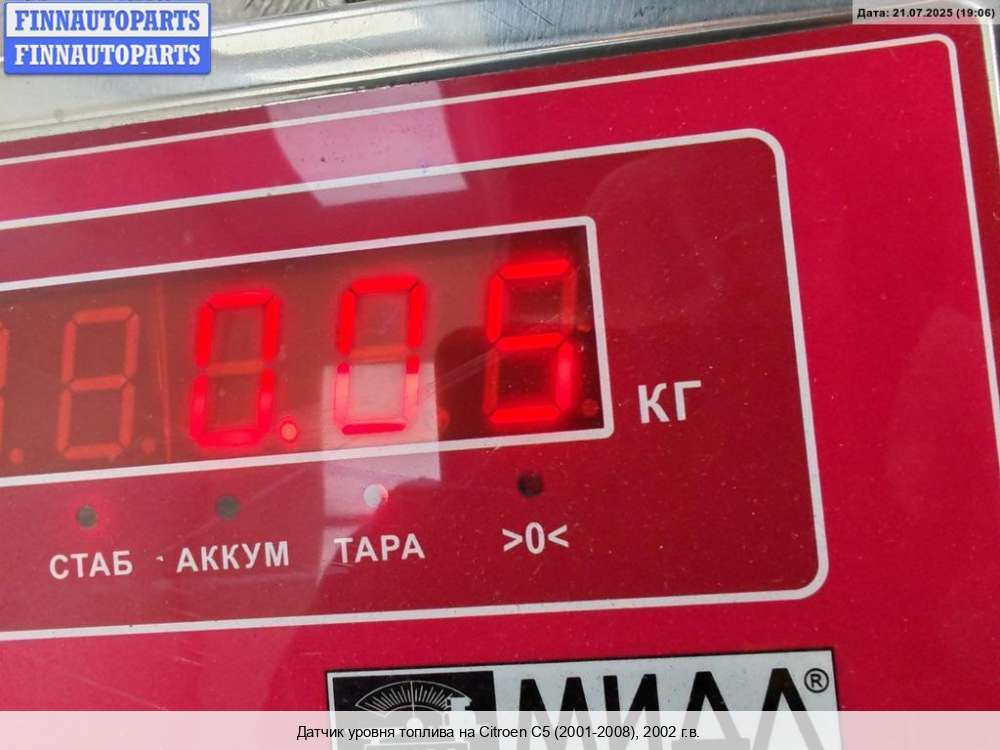 FINNAUTOPARTS
FINNAUTOPARTS
Дата: 21.07.2025 (19:06)
0.05
КГ
СТАБ АККУМ ТАРА >0<
МИДЛ®
Датчик уровня топлива на Citroen C5 (2001-2008), 2002 г.в.